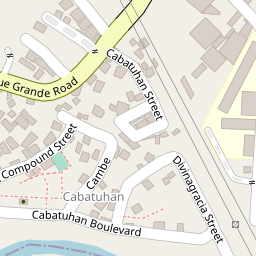 Cabatuhan Street
ue Grande Road
Compound Street
Cambe
Divinagracia Street
Cabatuhan
Cabatuhan Boulevard